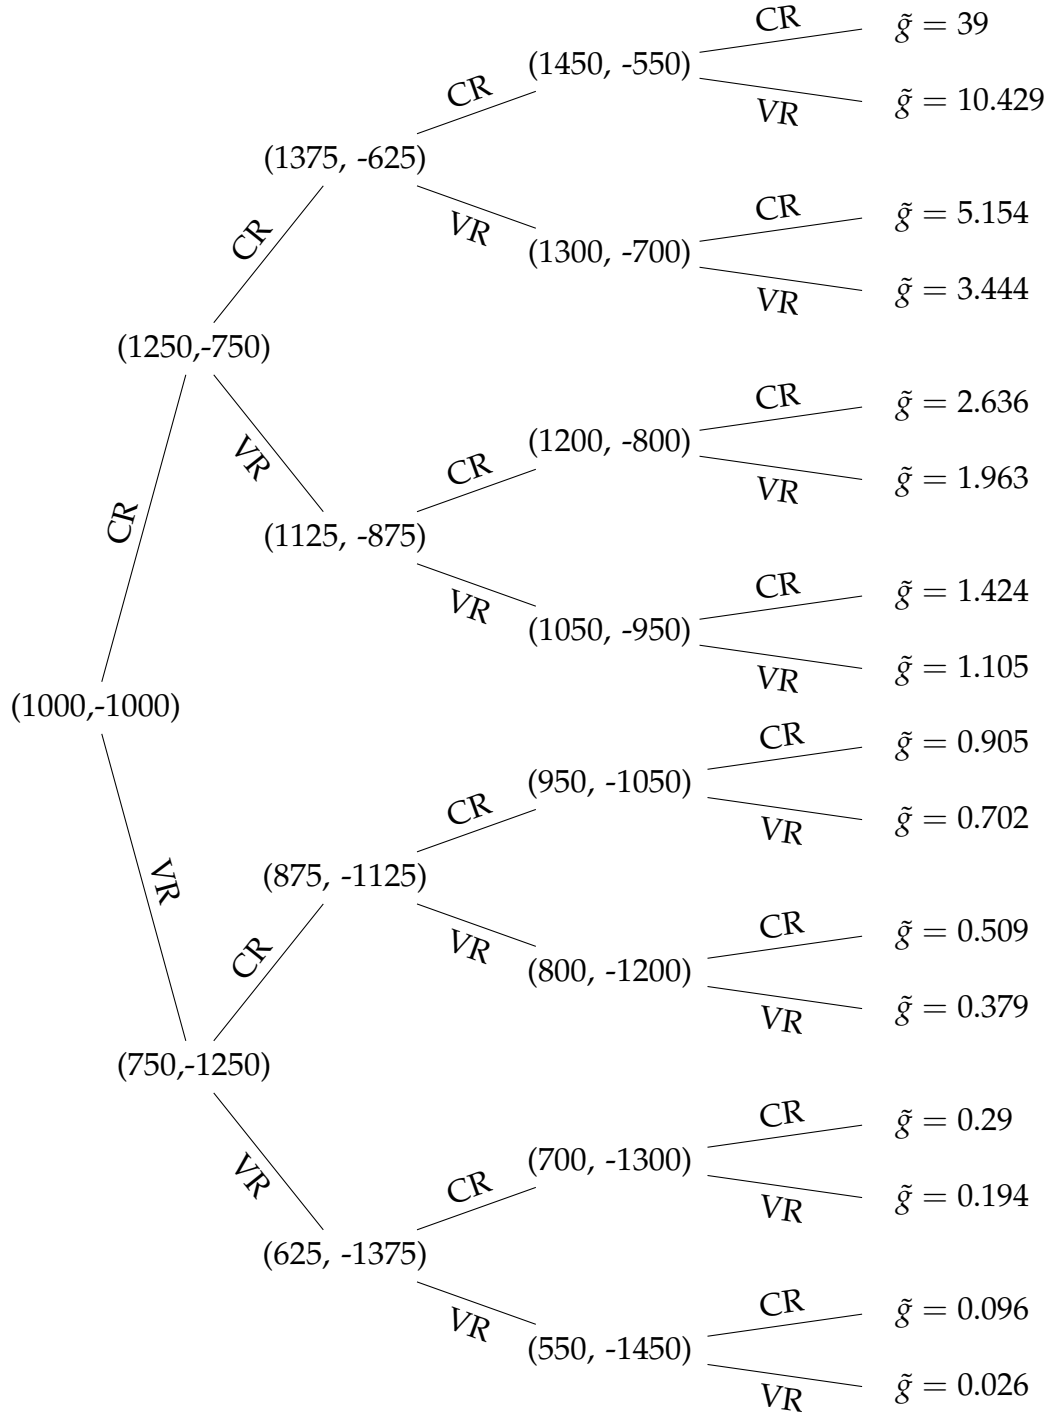 CR
g̃ = 39
(1450, -550)
CR
VR
g̃ = 10.429
(1375, -625)
CR
g̃ = 5.154
VR
(1300, -700)
CR
VR
g̃ = 3.444
(1250,-750)
CR
g̃ = 2.636
(1200, -800)
VR
CR
VR
g̃ = 1.963
CR
(1125, -875)
CR
g̃ = 1.424
VR
(1050, -950)
VR
g̃ = 1.105
(1000,-1000)
CR
g̃ = 0.905
(950, -1050)
CR
VR
g̃ = 0.702
VR
(875, -1125)
CR
g̃ = 0.509
CR
VR
(800, -1200)
VR
g̃ = 0.379
(750,-1250)
CR
g̃ = 0.29
(700, -1300)
VR
CR
VR
g̃ = 0.194
(625, -1375)
CR
g̃ = 0.096
VR
(550, -1450)
VR
g̃ = 0.026